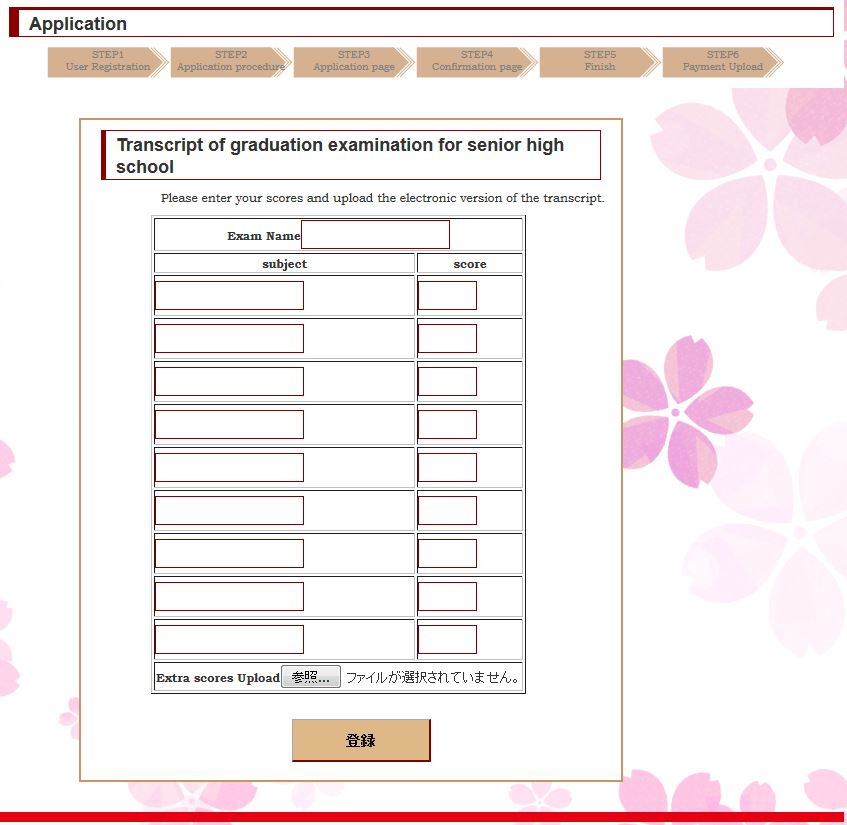 Application
STEP1
User Registration
STEP2
Application procedure
STEP3
Application page
STEP4
Confirmation page
STEP5
Finish
STEP6
Payment Upload
Transcript of graduation examination for senior high
school
Please enter your scores and upload the electronic version of the transcript.
Exam Name
subject score
Extra scores Upload 参照... ファイルが選択されていません。
登録